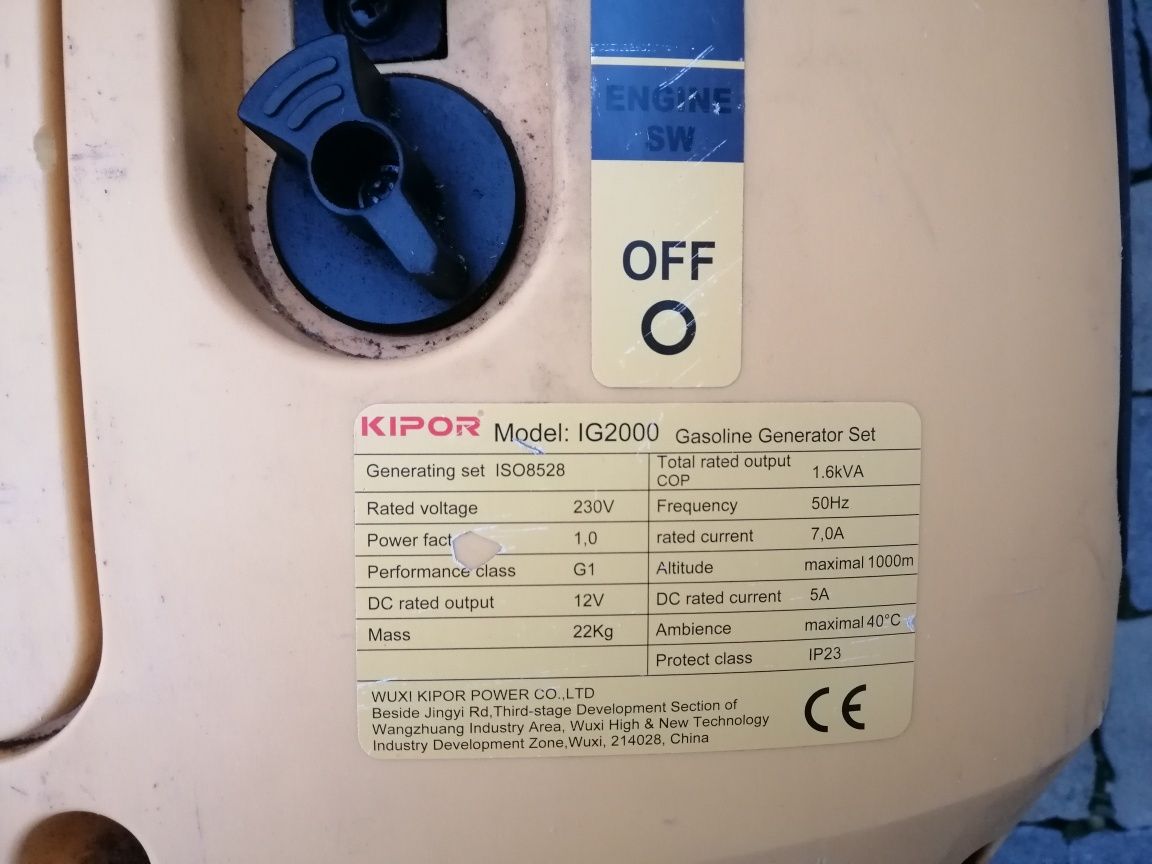 ENGINE
SW
OFF
KIPOR® Model: IG2000 Gasoline Generator Set
Generating set ISO8528 Total rated output COP 1.6kVA
Rated voltage 230V Frequency 50Hz
Power fact 1,0 rated current 7,0A
Performance class G1 Altitude maximal 1000m
DC rated output 12V DC rated current 5A
Mass 22Kg Ambience maximal 40°C
Protect class IP23
WUXI KIPOR POWER CO.,LTD
Beside Jingyi Rd,Third-stage Development Section of
Wangzhuang Industry Area, Wuxi High & New Technology
Industry Development Zone,Wuxi, 214028, China
CE